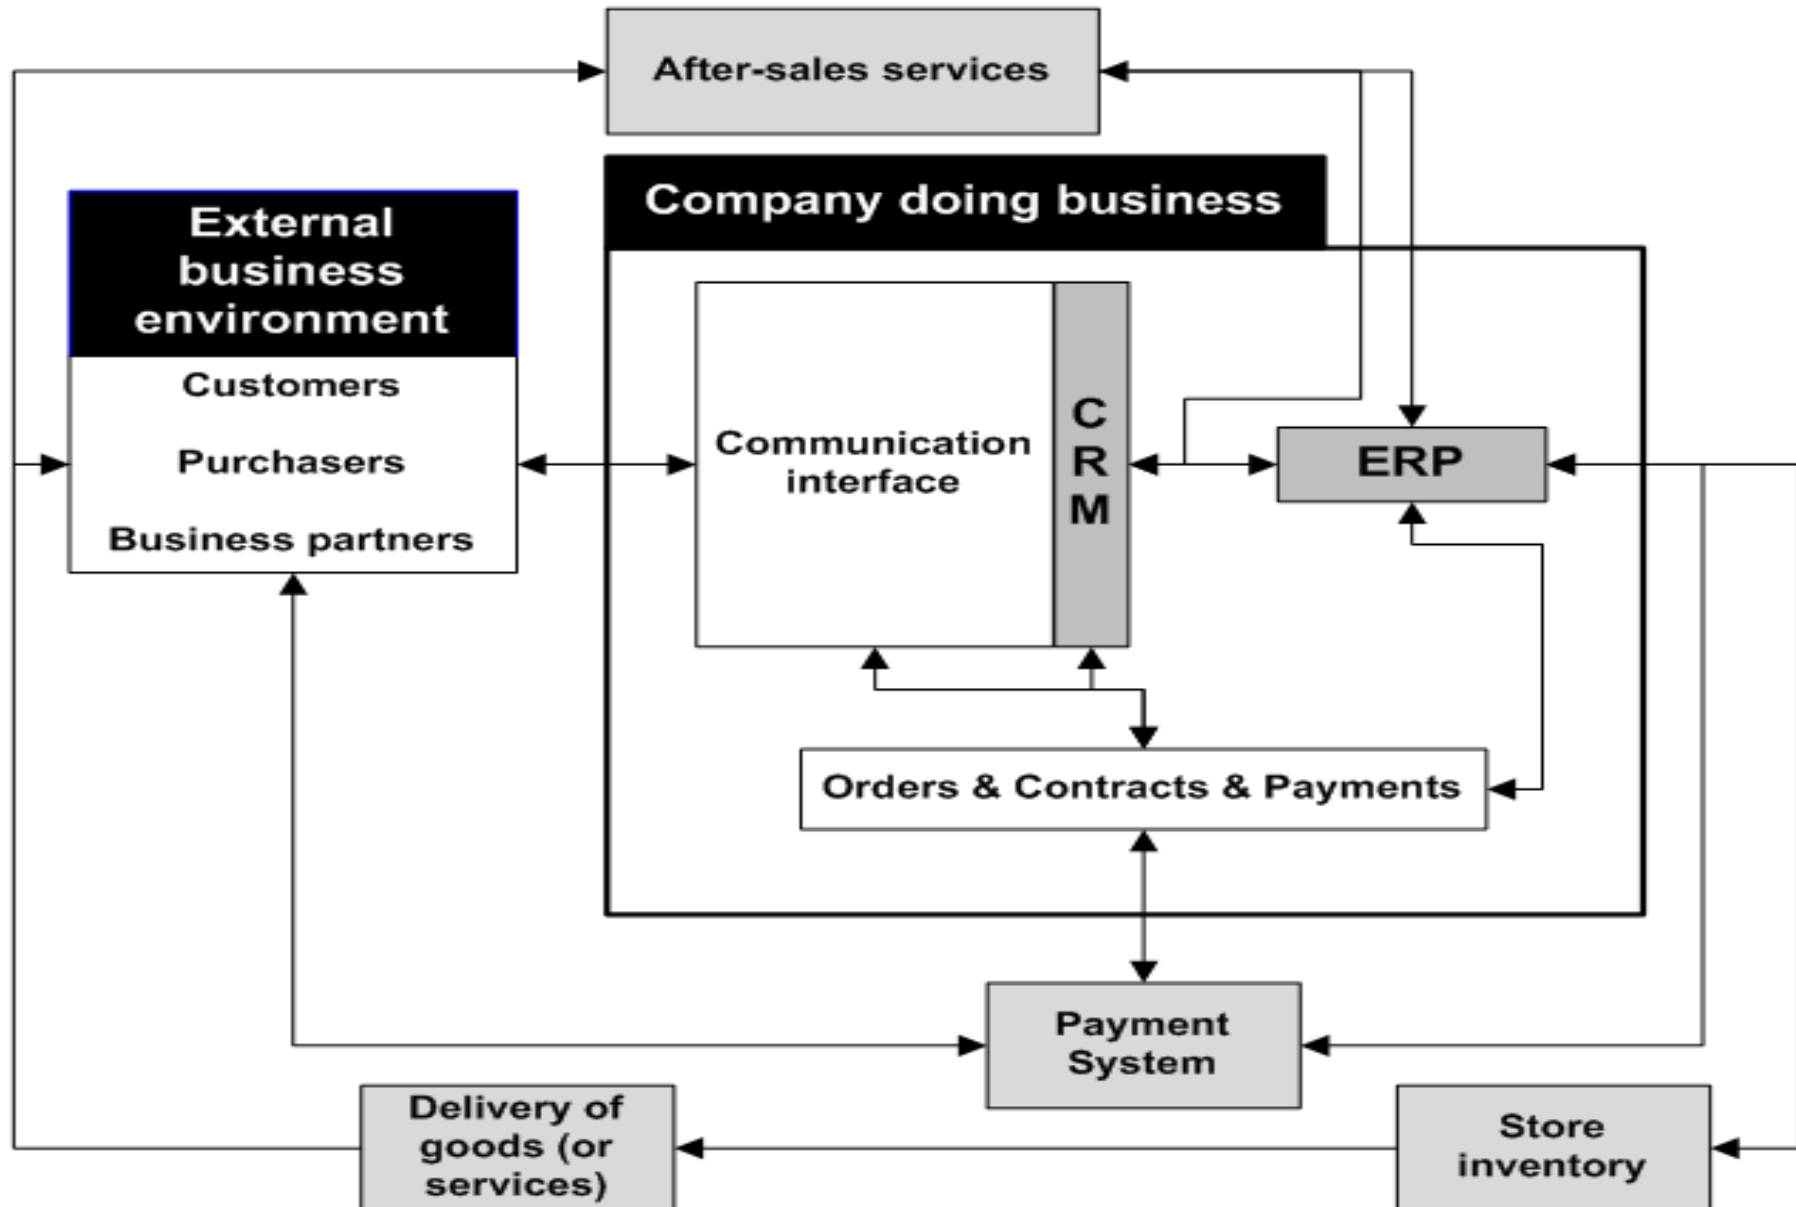 After-sales services
Company doing business
External
business
environment
Customers
Purchasers
Business partners
Communication
interface
C
R
M
ERP
Orders & Contracts & Payments
Payment
System
Delivery of
goods (or
services)
Store
inventory